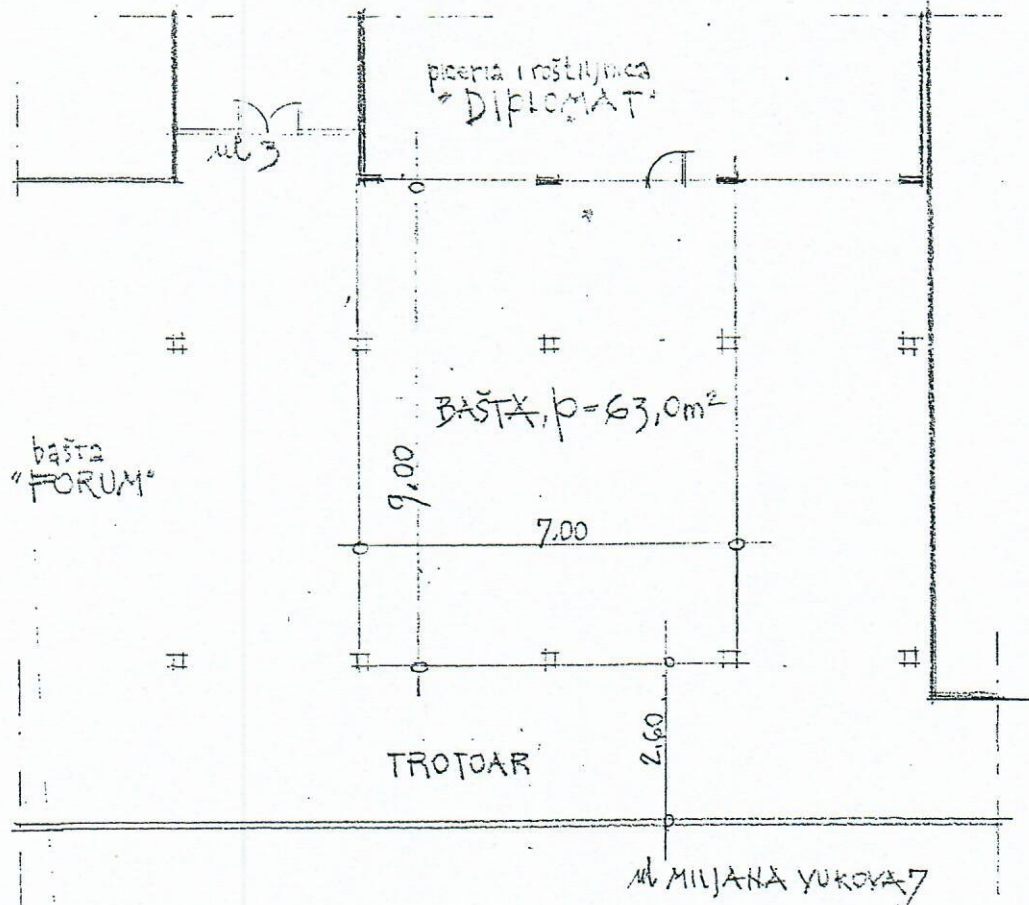 piceria i roštiljnica
"DIPLOMAT"
ul 3
BAŠTA, p=63,0m²
bašta
"FORUM"
9.00
7.00
2.60
TROTOAR
ul MILJANA VUKOVA 7